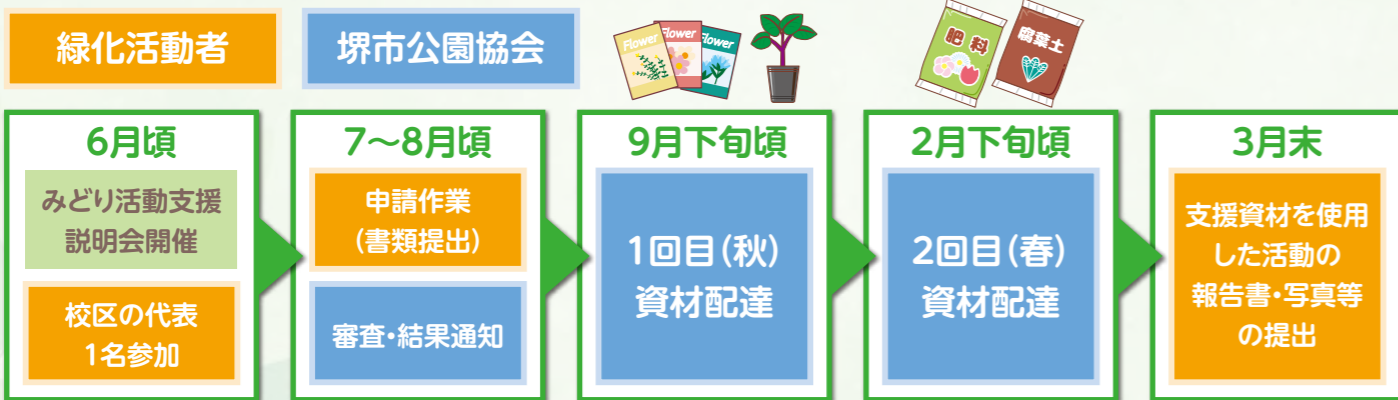 緑化活動者
堺市公園協会
Flower
Flower
Flower
肥料
腐葉土
6月頃
みどり活動支援
説明会開催
校区の代表
1名参加
7～8月頃
申請作業
(書類提出)
審査・結果通知
9月下旬頃
1回目(秋)
資材配達
2月下旬頃
2回目(春)
資材配達
3月末
支援資材を使用
した活動の
報告書・写真等
の提出